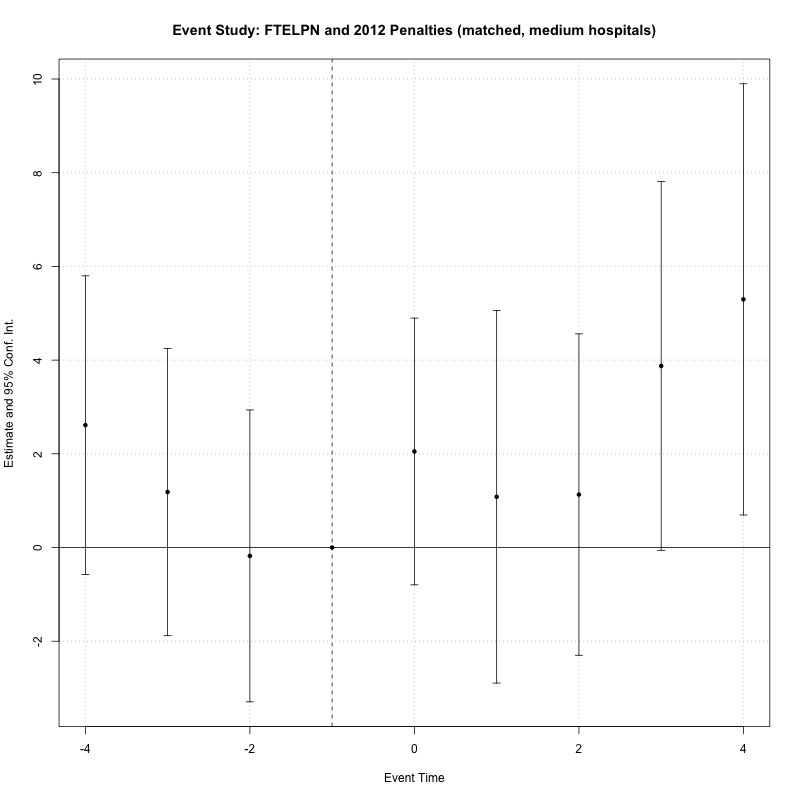 Event Study: FTELPN and 2012 Penalties (matched, medium hospitals)
Estimate and 95% Conf. Int.
10
8
6
4
2
0
-2
-4 -2 0 2 4
Event Time